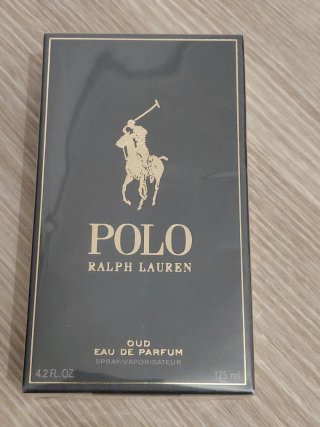 POLO
RALPH LAUREN
OUD
EAU DE PARFUM
SPRAY/VAPORISATEUR
4.2 FL. OZ. 125 ml